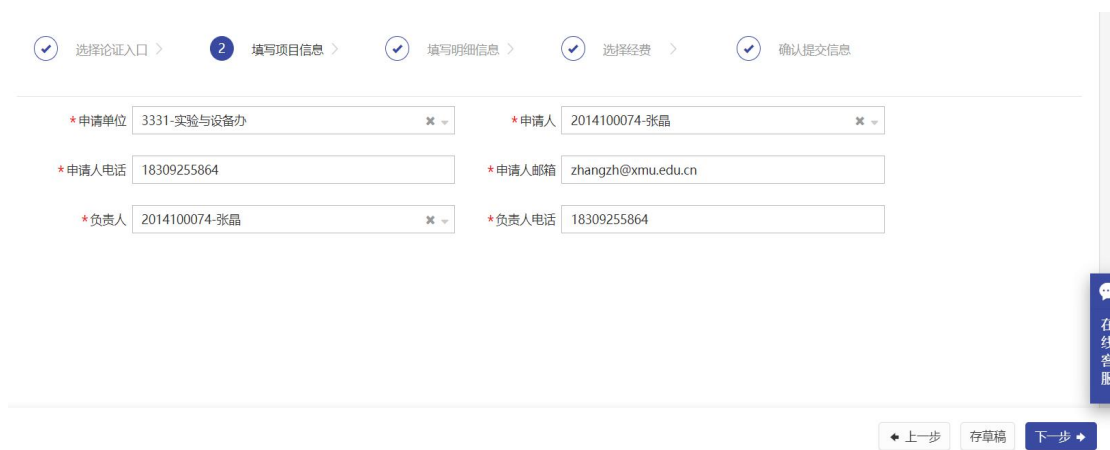 选择论证入口 > 2 填写项目信息 > 填写明细信息 > 选择经费 > 确认提交信息
*申请单位 3331-实验与设备办 *申请人 2014100074-张晶
*申请人电话 18309255864 *申请人邮箱 zhangzh@xmu.edu.cn
*负责人 2014100074-张晶 *负责人电话 18309255864
在线客服
上一步 存草稿 下一步